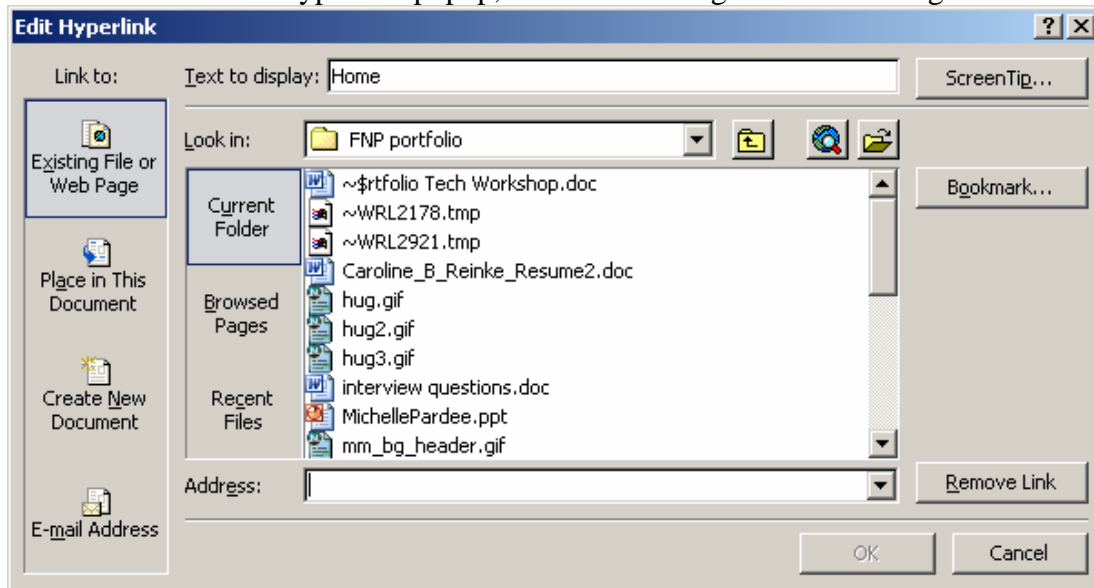 Edit Hyperlink
Link to:
Text to display: Home
ScreenTip...
Existing File or
Web Page
Look in: FNP portfolio
Current
Folder
~$rtfolio Tech Workshop.doc
~WRL2178.tmp
~WRL2921.tmp
Caroline_B_Reinke_Resume2.doc
hug.gif
hug2.gif
hug3.gif
interview questions.doc
MichellePardee.ppt
mm_bg_header.gif
Bookmark...
Place in This
Document
Browsed
Pages
Create New
Document
Recent
Files
Address:
Remove Link
E-mail Address
OK
Cancel